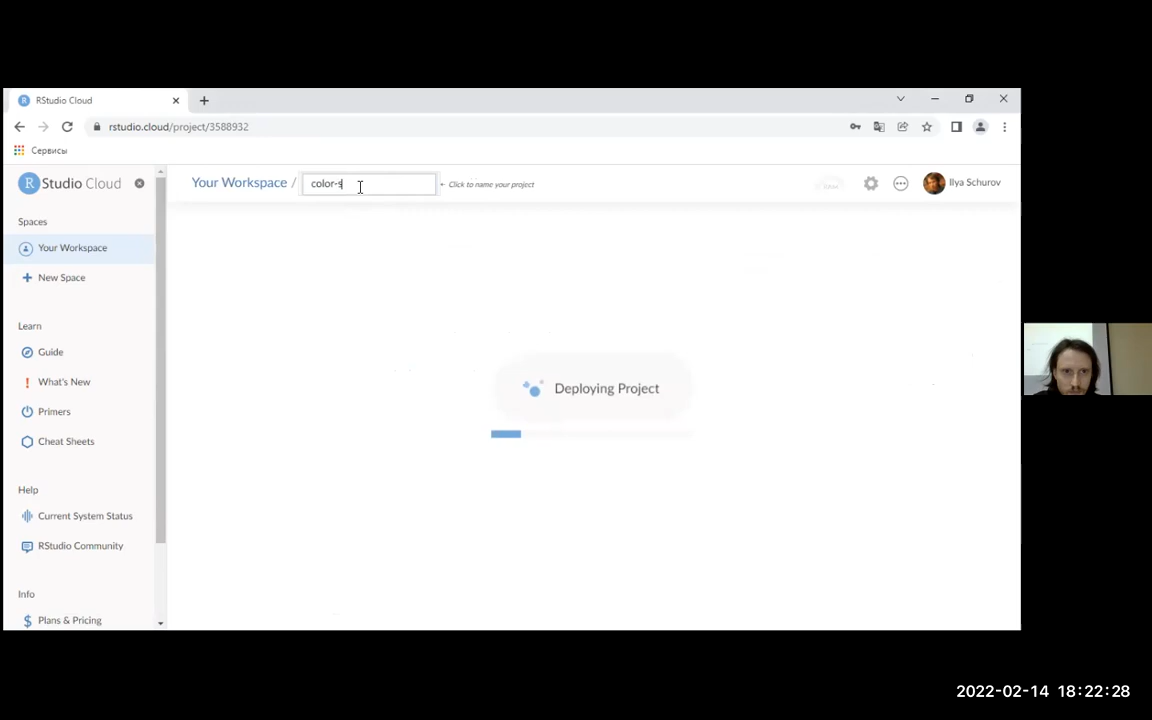 RStudio Cloud
rstudio.cloud/project/3588932
Сервисы
R Studio Cloud
Your Workspace / color-s Click to name your project
Ilya Schurov
Spaces
Your Workspace
New Space
Learn
Guide
What's New
Primers
Cheat Sheets
Help
Current System Status
RStudio Community
Info
Plans & Pricing
Deploying Project
2022-02-14 18:22:28